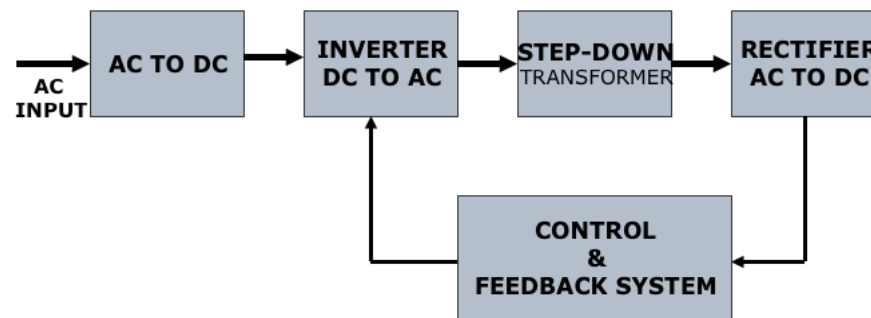 AC TO DC
AC
INPUT
INVERTER
DC TO AC
STEP-DOWN
TRANSFORMER
RECTIFIER
AC TO DC
CONTROL
&
FEEDBACK SYSTEM